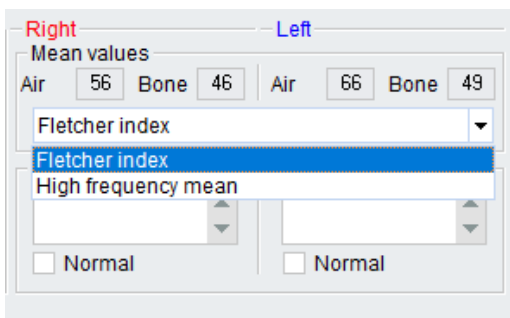 Right Left
Mean values
Air 56 Bone 46 Air 66 Bone 49
Fletcher index
Fletcher index
High frequency mean
Normal Normal